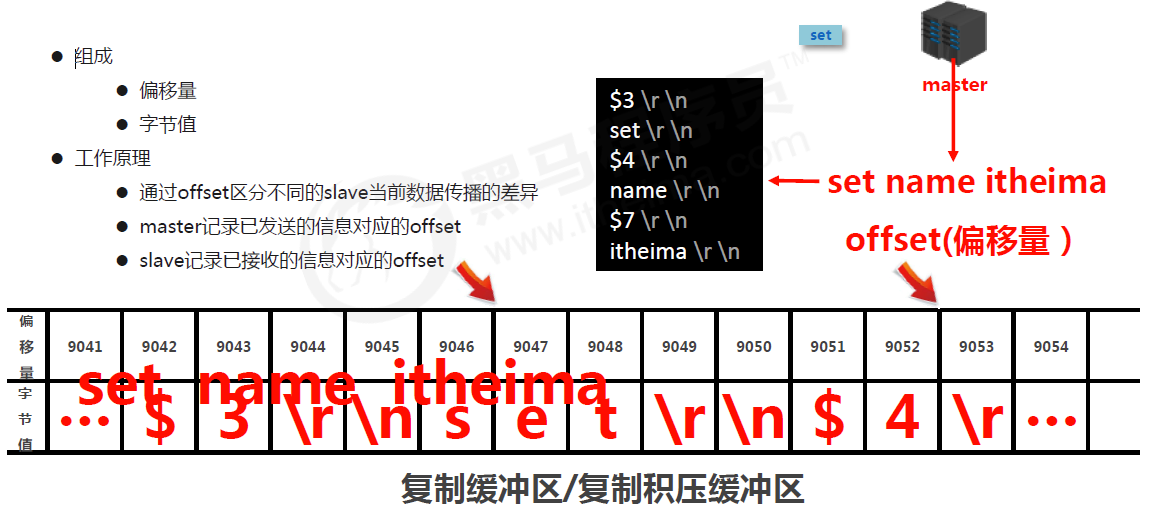 set
master
组成
偏移量
字节值
工作原理
通过offset区分不同的slave当前数据传播的差异
master记录已发送的信息对应的offset
slave记录已接收的信息对应的offset
$3 \r \n
set \r \n
$4 \r \n
name \r \n
$7 \r \n
itheima \r \n
set name itheima
offset(偏移量)
偏移量 9041 9042 9043 9044 9045 9046 9047 9048 9049 9050 9051 9052 9053 9054
set name itheima
字节值 … $ 3 \r \n s e t \r \n $ 4 \r …
复制缓冲区/复制积压缓冲区